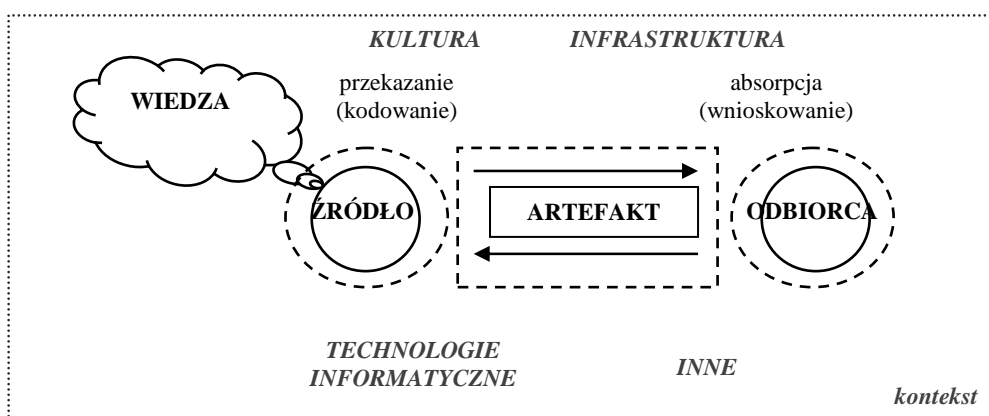 KULTURA INFRASTRUKTURA
przekazanie
(kodowanie)
absorpcja
(wnioskowanie)
WIEDZA
ŹRÓDŁO
ARTEFAKT
ODBIORCA
TECHNOLOGIE
INFORMATYCZNE
INNE
kontekst